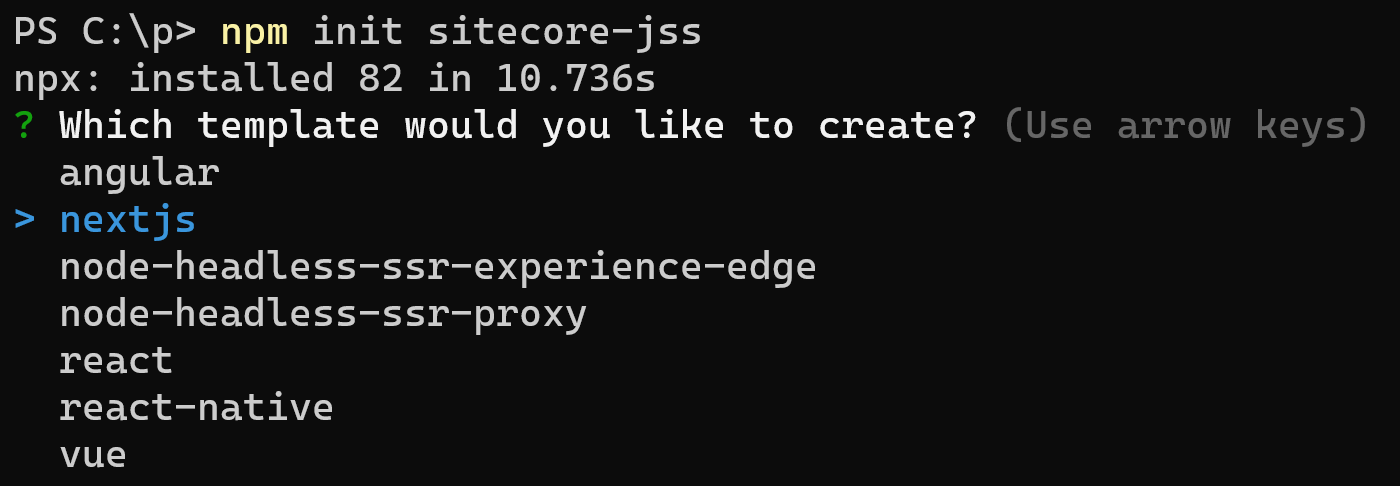 PS C:\p> npm init sitecore-jss
npx: installed 82 in 10.736s
? Which template would you like to create? (Use arrow keys)
  angular
> nextjs
  node-headless-ssr-experience-edge
  node-headless-ssr-proxy
  react
  react-native
  vue